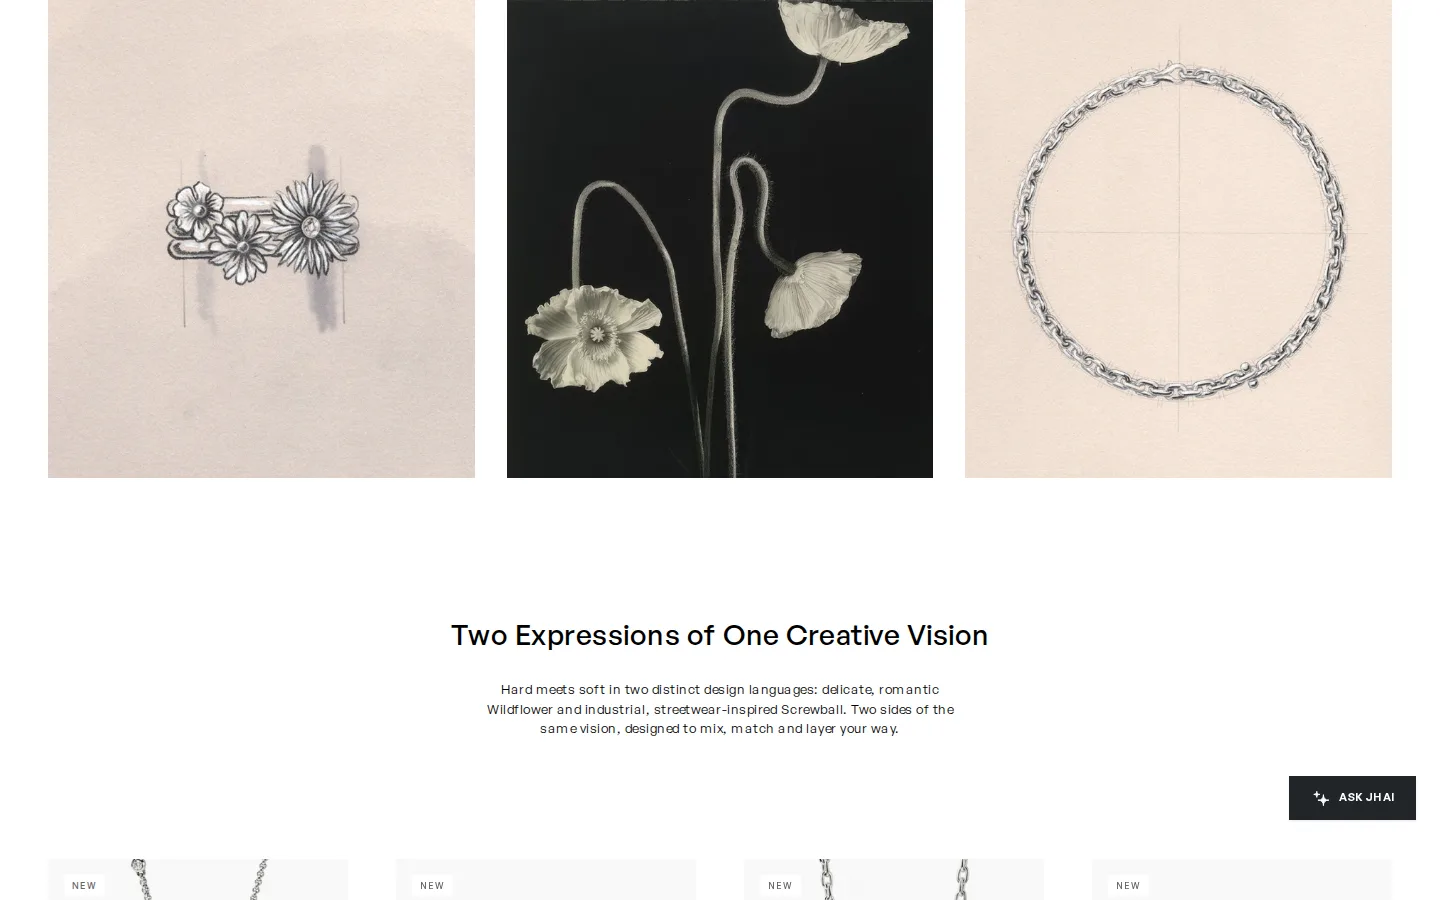 Two Expressions of One Creative Vision
Hard meets soft in two distinct design languages: delicate, romantic
Wildflower and industrial, streetwear-inspired Screwball. Two sides of the
same vision, designed to mix, match and layer your way.
ASK JHAI
NEW
NEW
NEW
NEW